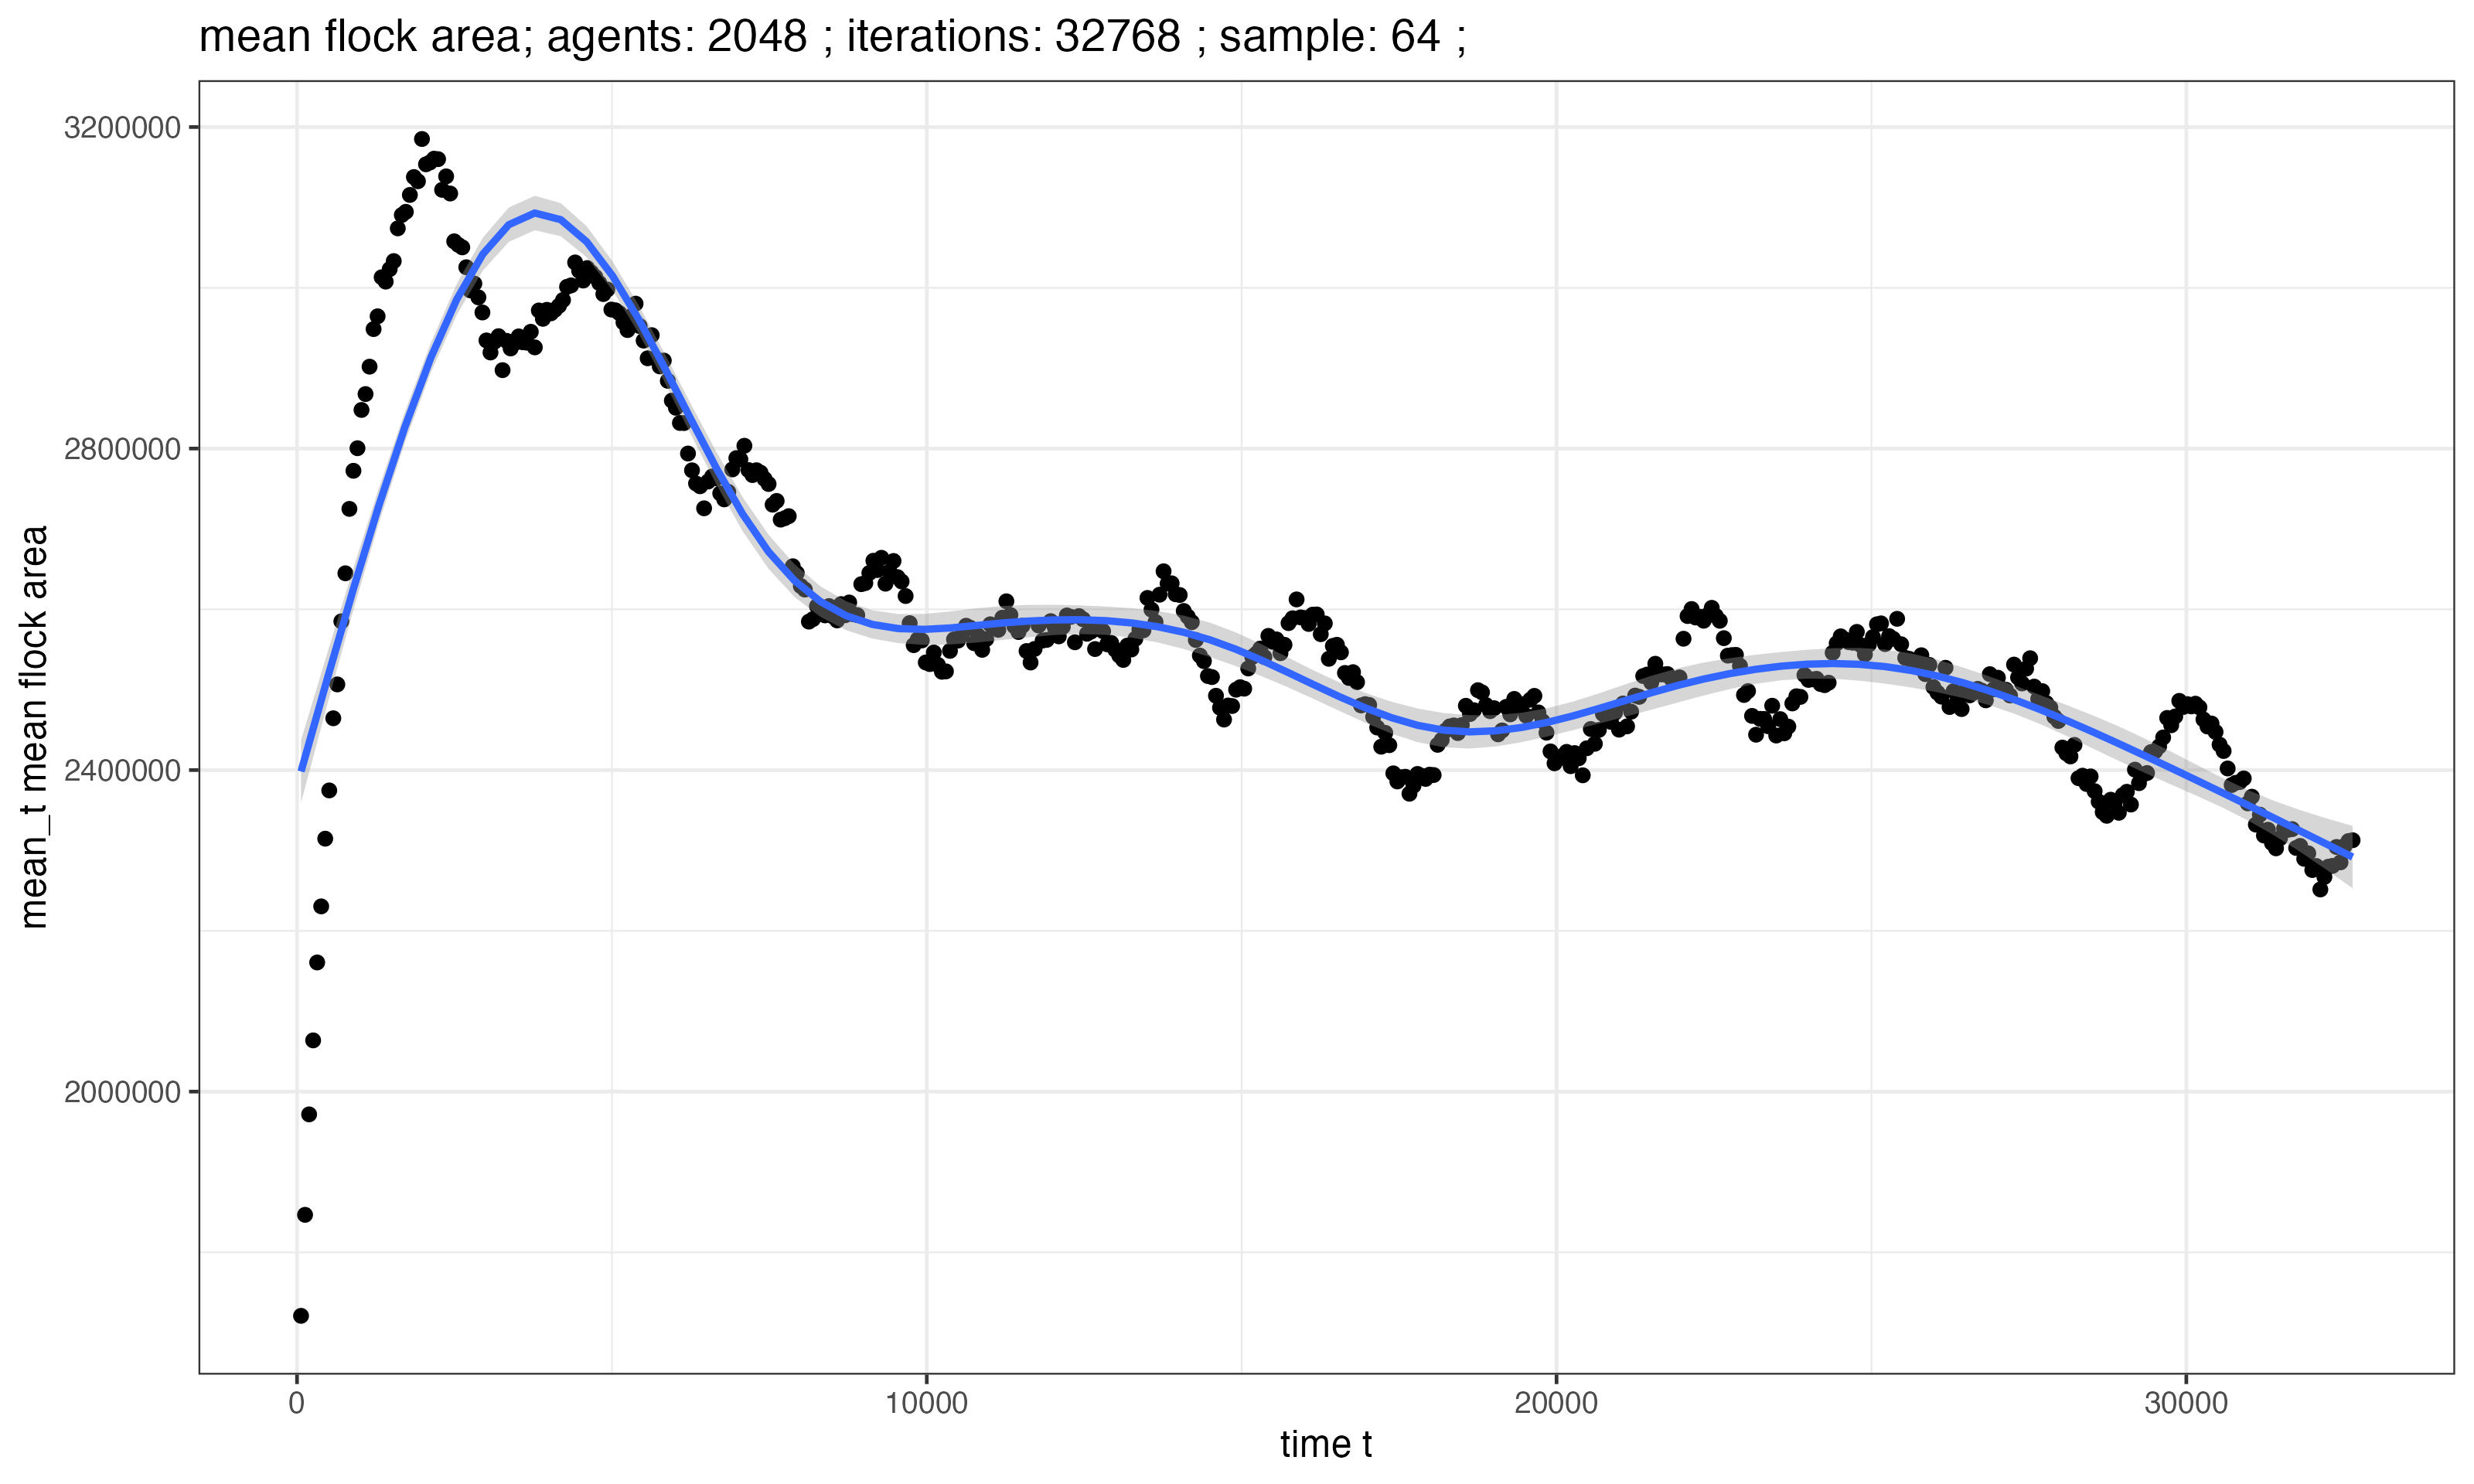 mean flock area; agents: 2048 ; iterations: 32768 ; sample: 64 ;
mean_t mean flock area
3200000
2800000
2400000
2000000
0 10000 20000 30000
time t